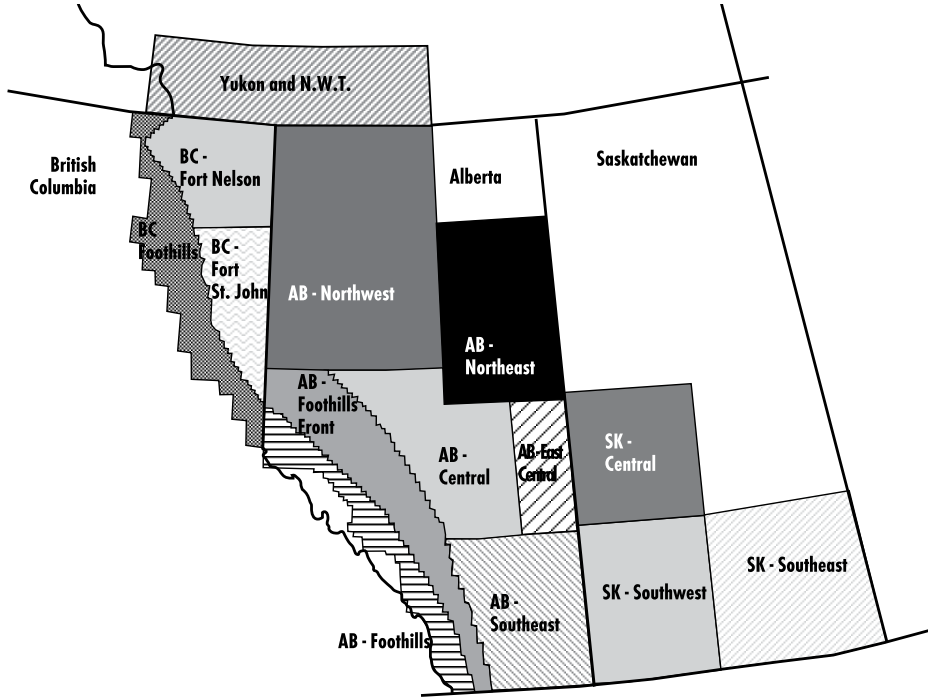 Yukon and N.W.T.
British
Columbia
BC -
Fort Nelson
Alberta
Saskatchewan
BC
Foothills
BC -
Fort
St. John
AB - Northwest
AB -
Northeast
AB -
Foothills
Front
AB -
Central
AB-East
Central
SK -
Central
AB -
Southeast
SK - Southwest
SK - Southeast
AB - Foothills